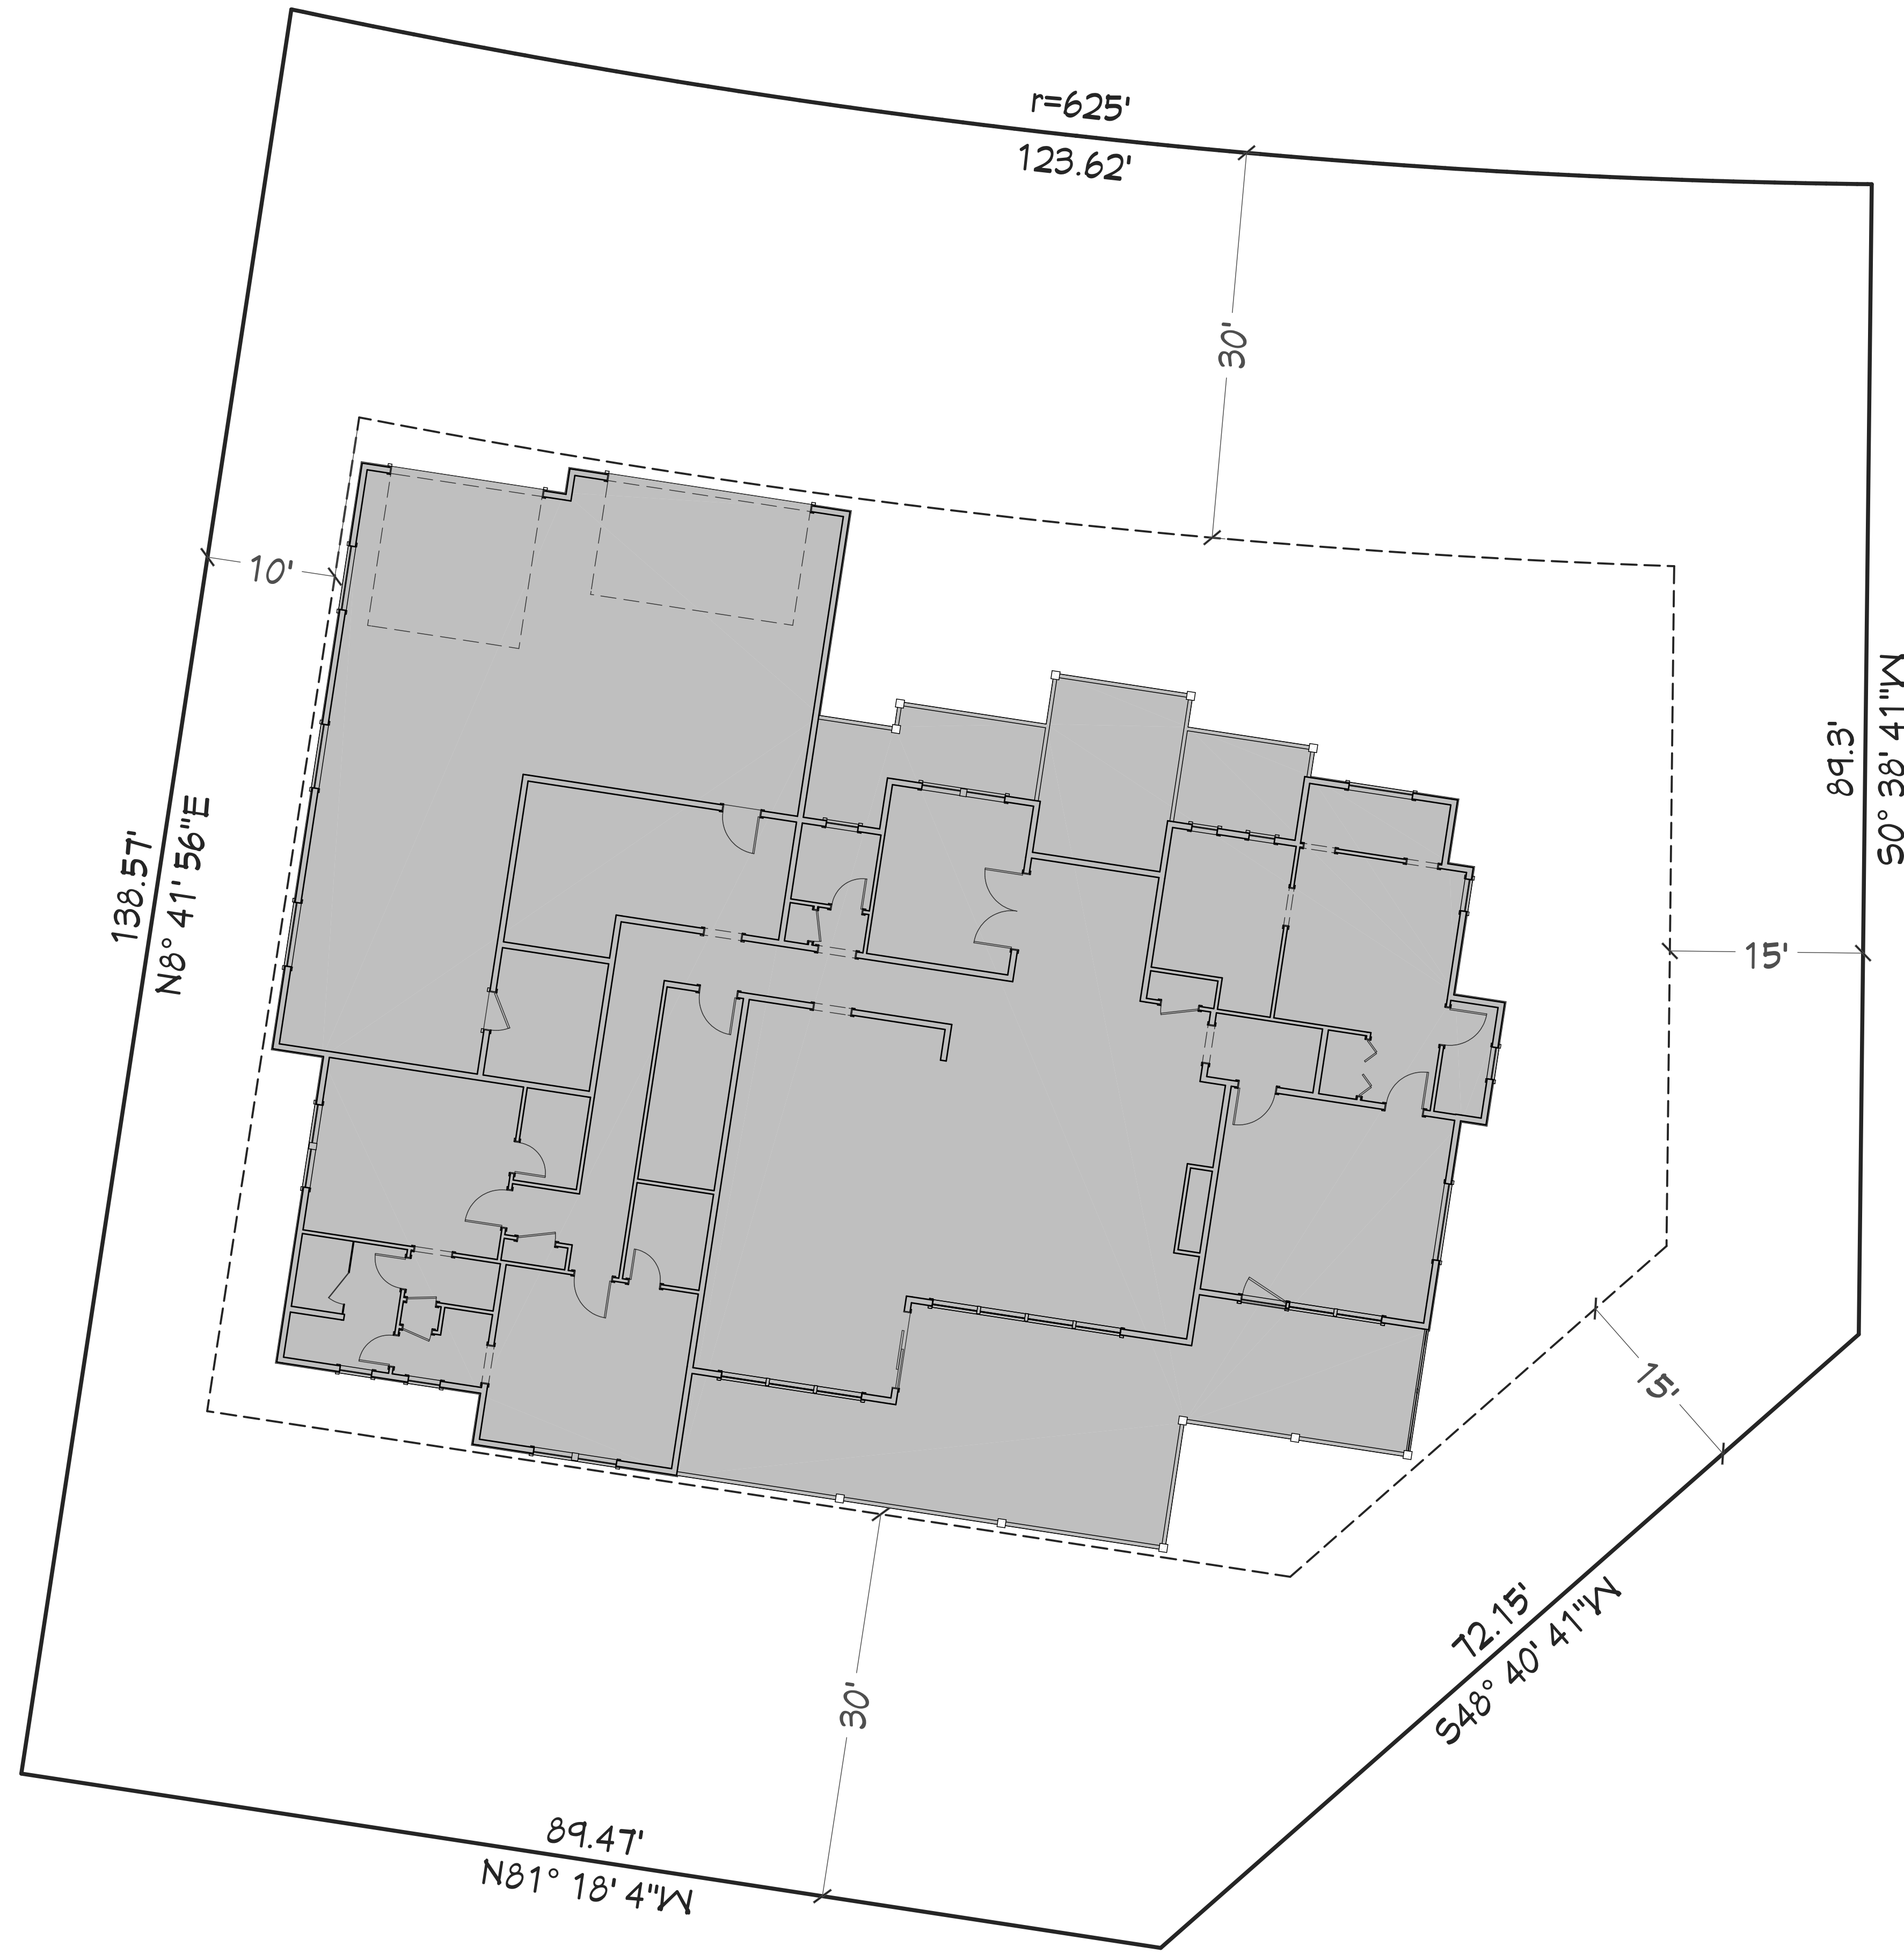 r=625'
123.62'
30'
10'
138.57'
N8° 41' 56"E
89.3'
S0° 38' 41"W
15'
15'
72.15'
S48° 40' 41"W
30'
89.47'
N81° 18' 4"W